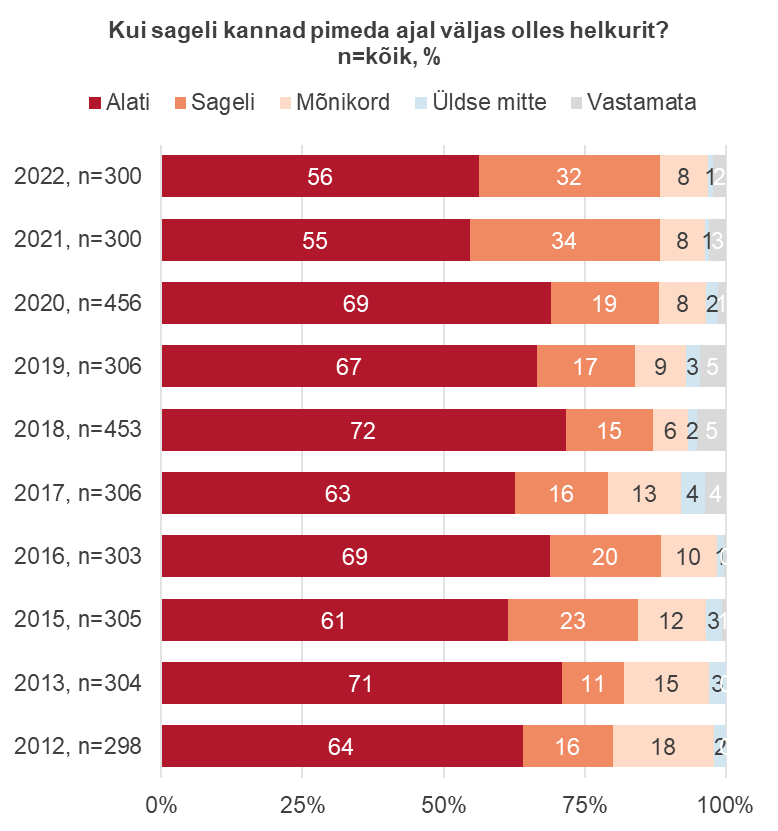 Kui sageli kannad pimeda ajal väljas olles helkurit?
n=kõik, %
Alati Sageli Mõnikord Üldse mitte Vastamata
2022, n=300 56 32 8 1 2
2021, n=300 55 34 8 1 3
2020, n=456 69 19 8 2 1
2019, n=306 67 17 9 3 5
2018, n=453 72 15 6 2 5
2017, n=306 63 16 13 4 4
2016, n=303 69 20 10 1
2015, n=305 61 23 12 3 1
2013, n=304 71 11 15 3
2012, n=298 64 16 18 2
0% 25% 50% 75% 100%